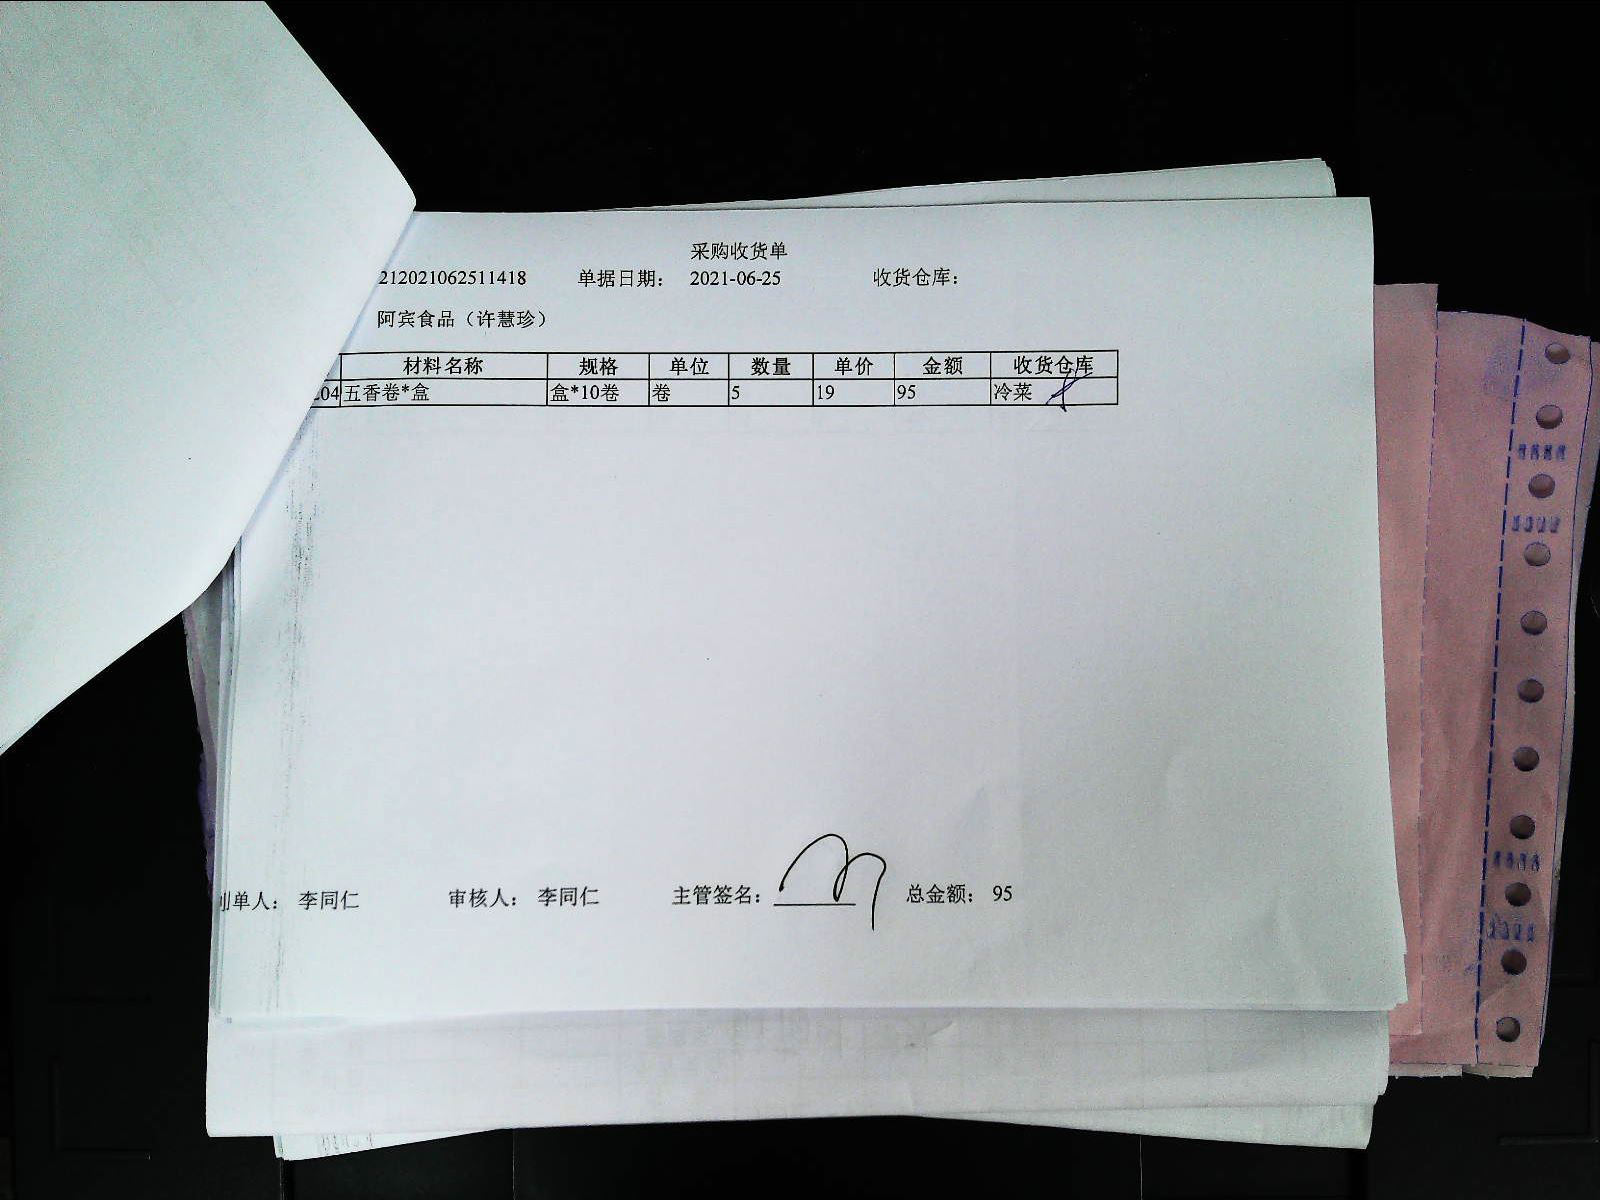 采购收货单
212021062511418 单据日期: 2021-06-25 收货仓库:
阿宾食品（许慧珍）
材料名称 规格 单位 数量 单价 金额 收货仓库
04 五香卷*盒 盒*10卷 卷 5 19 95 冷菜
单人: 李同仁 审核人: 李同仁 主管签名: 总金额: 95